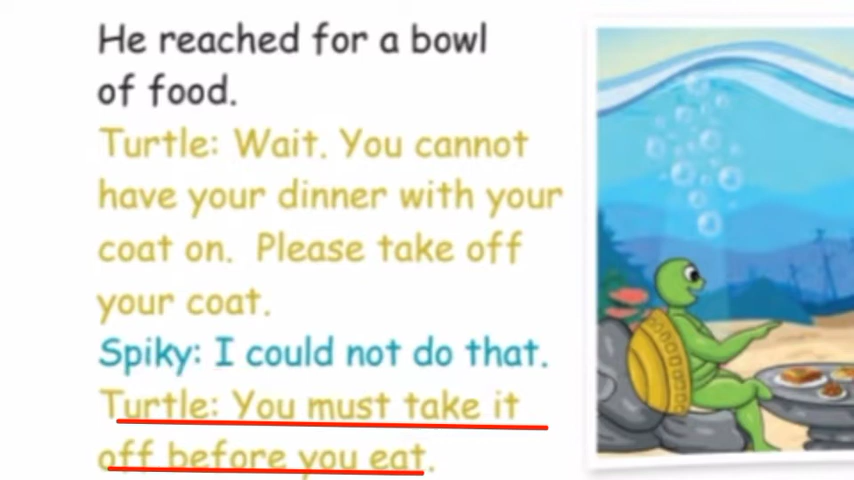 He reached for a bowl
of food.
Turtle: Wait. You cannot
have your dinner with your
coat on. Please take off
your coat.
Spiky: I could not do that.
Turtle: You must take it
off before you eat.